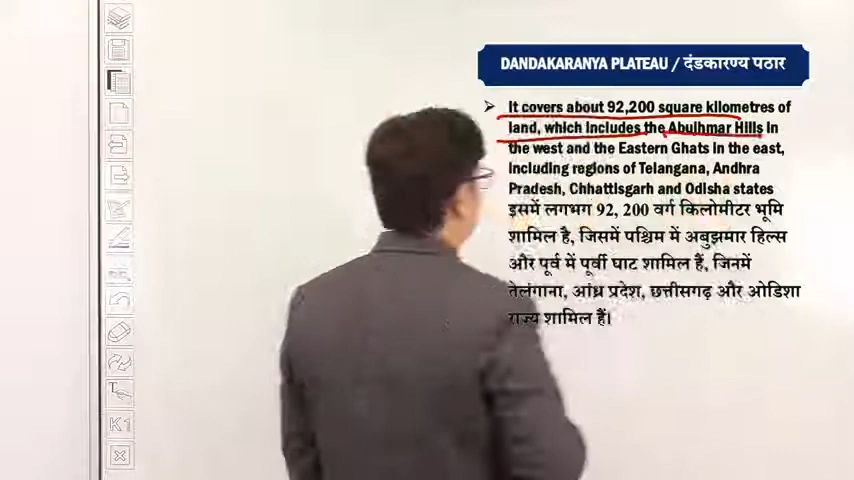 DANDAKARANYA PLATEAU / दंडकारण्य पठार
➢ It covers about 92,200 square kilometres of
land, which includes the Abujhmar Hills in
the west and the Eastern Ghats in the east,
including regions of Telangana, Andhra
Pradesh, Chhattisgarh and Odisha states
इसमें लगभग 92, 200 वर्ग किलोमीटर भूमि
शामिल है, जिसमें पश्चिम में अबुझमार हिल्स
और पूर्व में पूर्वी घाट शामिल हैं, जिनमें
तेलंगाना, आंध्र प्रदेश, छत्तीसगढ़ और ओडिशा
राज्य शामिल हैं।
K1